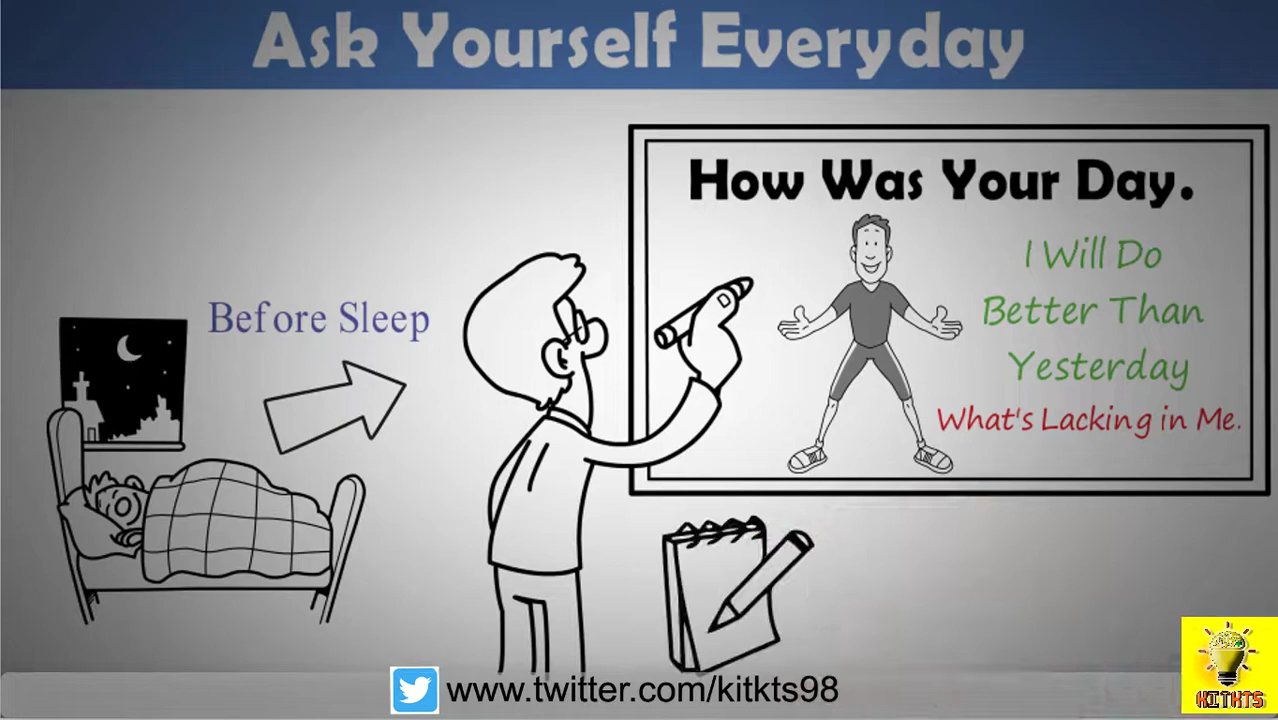 Ask Yourself Everyday
How Was Your Day.
I Will Do
Better Than
Yesterday
What's Lacking in Me.
Before Sleep
www.twitter.com/kitkts98
KITKTS